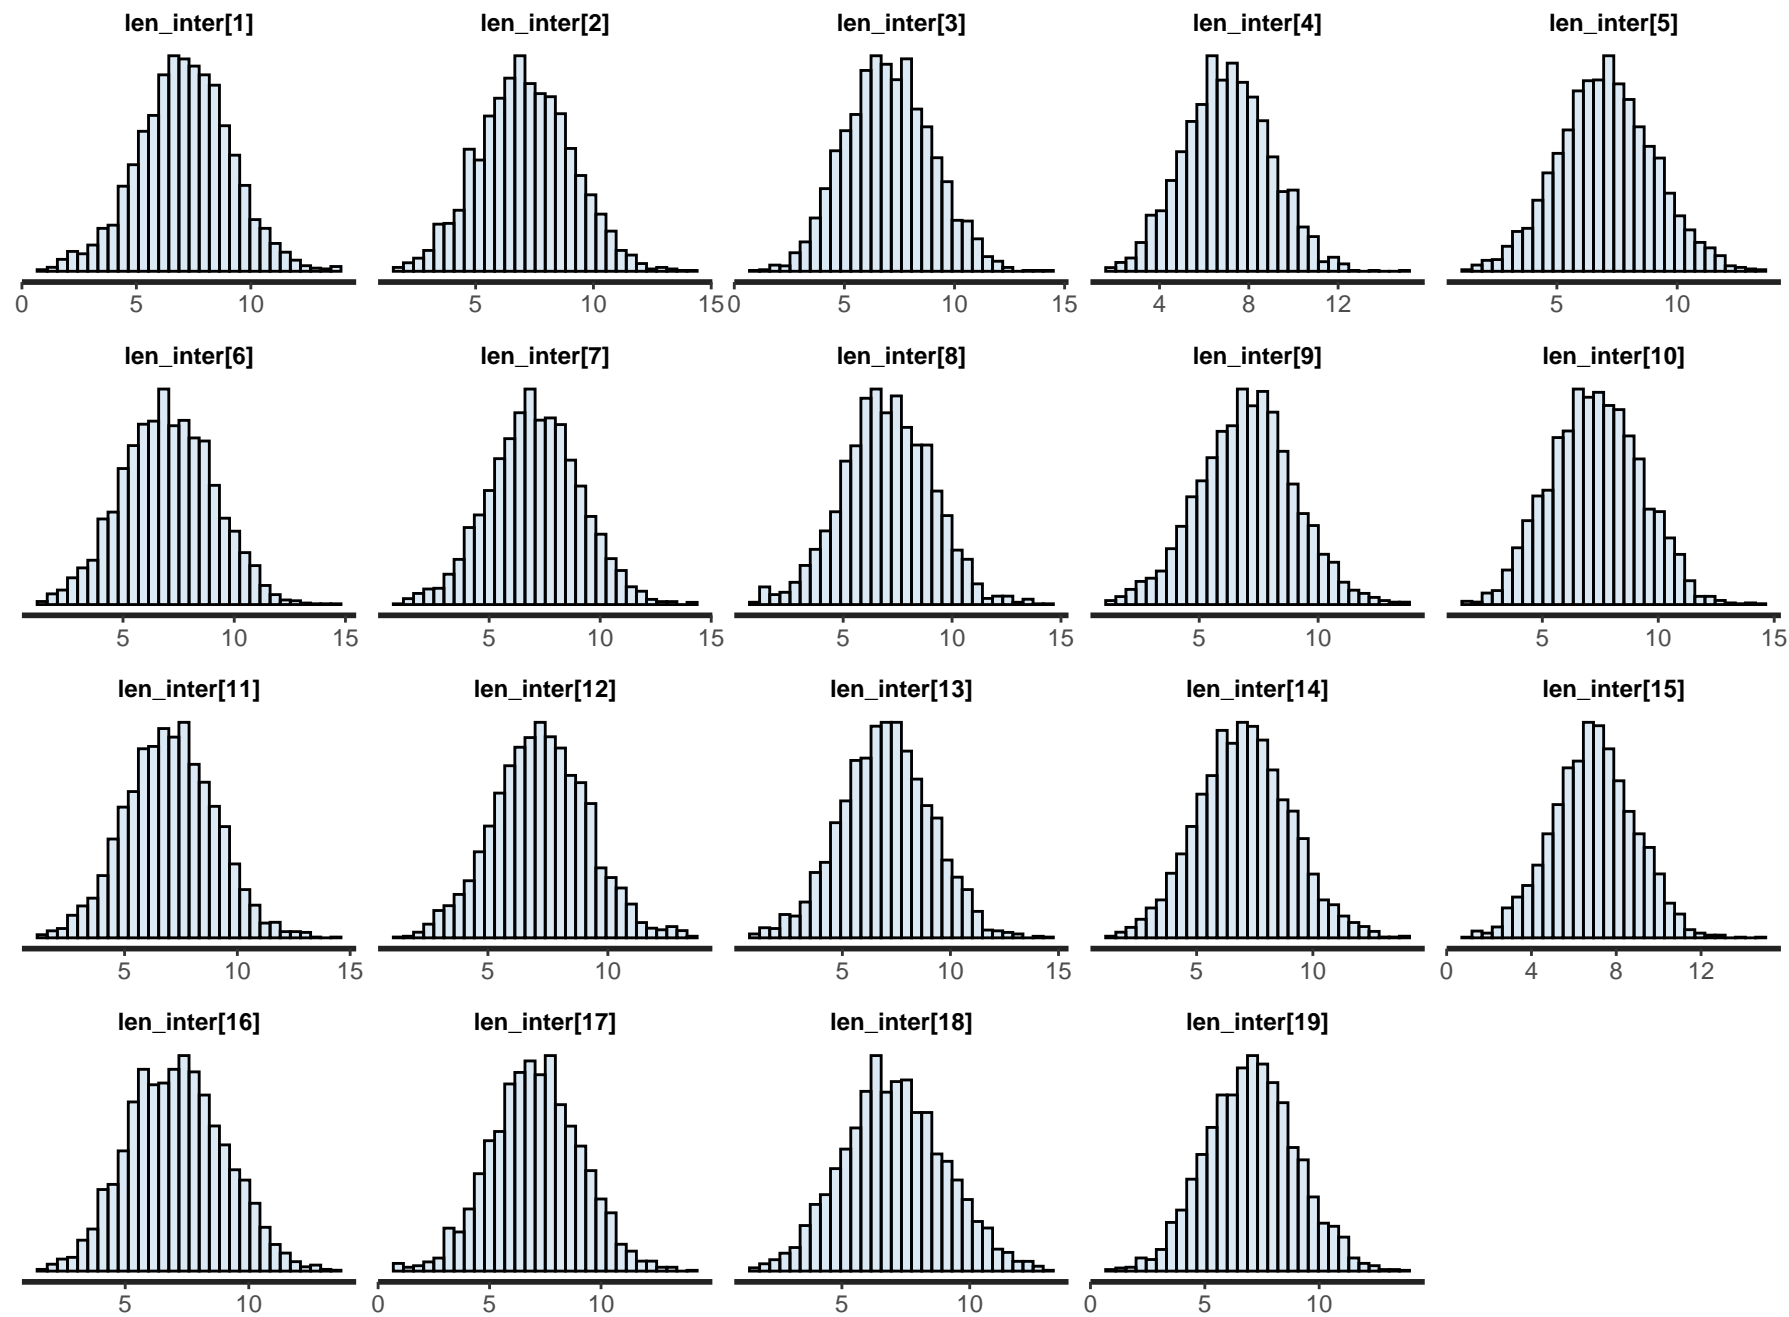 len_inter[1] len_inter[2] len_inter[3] len_inter[4] len_inter[5]
0 5 10 5 10 15 0 5 10 15 4 8 12 5 10
len_inter[6] len_inter[7] len_inter[8] len_inter[9] len_inter[10]
5 10 15 5 10 15 5 10 15 5 10 5 10 15
len_inter[11] len_inter[12] len_inter[13] len_inter[14] len_inter[15]
5 10 15 5 10 5 10 15 5 10 0 4 8 12
len_inter[16] len_inter[17] len_inter[18] len_inter[19]
5 10 0 5 10 5 10 0 5 10